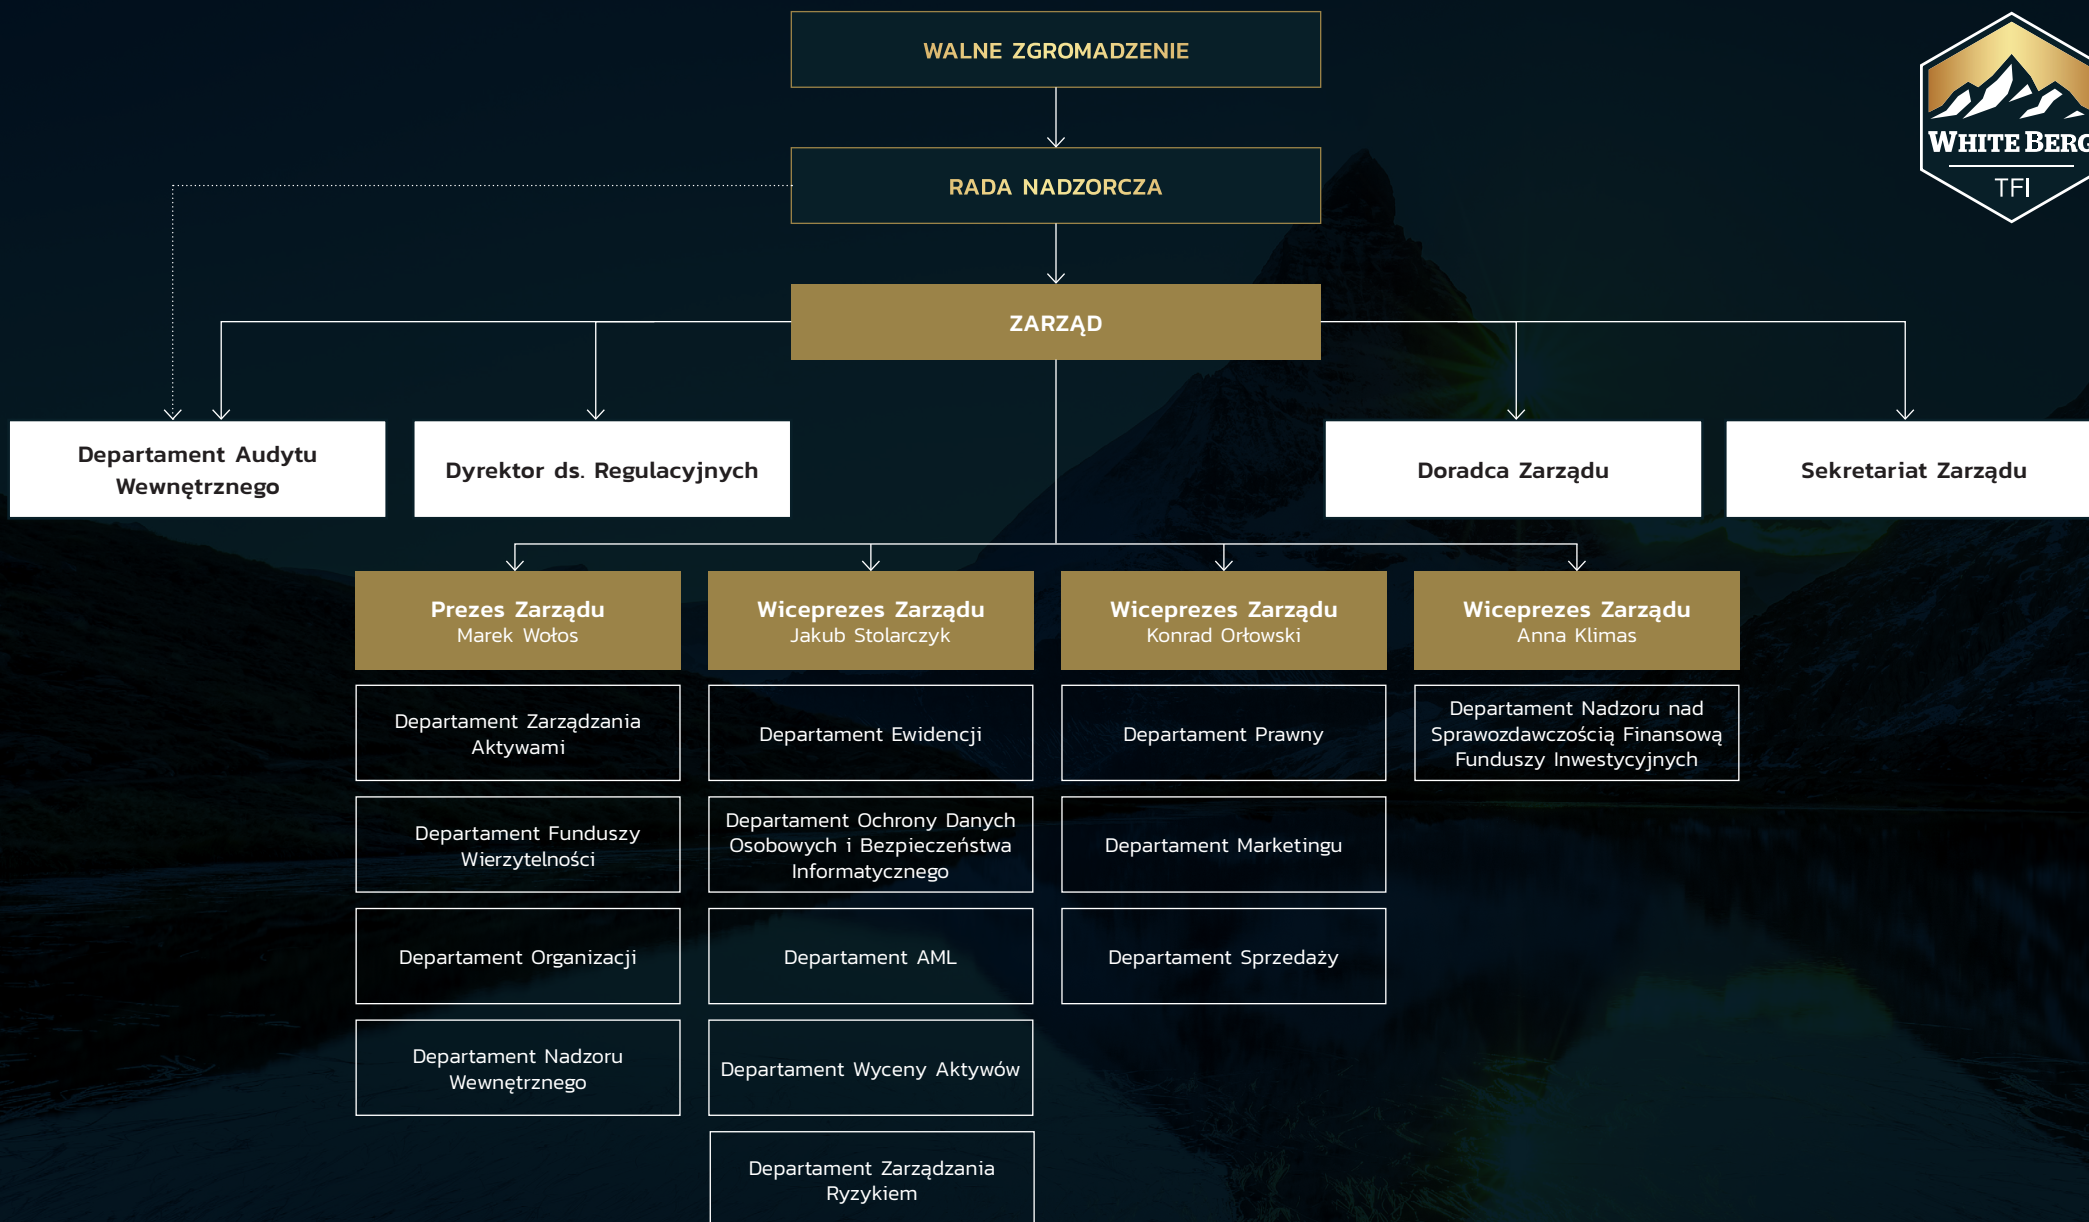 WALNE ZGROMADZENIE
WHITE BERG
TFI
RADA NADZORCZA
ZARZĄD
Departament Audytu
Wewnętrznego
Dyrektor ds. Regulacyjnych
Doradca Zarządu
Sekretariat Zarządu
Prezes Zarządu
Marek Wołos
Wiceprezes Zarządu
Jakub Stolarczyk
Wiceprezes Zarządu
Konrad Orłowski
Wiceprezes Zarządu
Anna Klimas
Departament Zarządzania
Aktywami
Departament Funduszy
Wierzytelności
Departament Organizacji
Departament Nadzoru
Wewnętrznego
Departament Ewidencji
Departament Ochrony Danych
Osobowych i Bezpieczeństwa
Informatycznego
Departament AML
Departament Wyceny Aktywów
Departament Zarządzania
Ryzykiem
Departament Prawny
Departament Marketingu
Departament Sprzedaży
Departament Nadzoru nad
Sprawozdawczością Finansową
Funduszy Inwestycyjnych